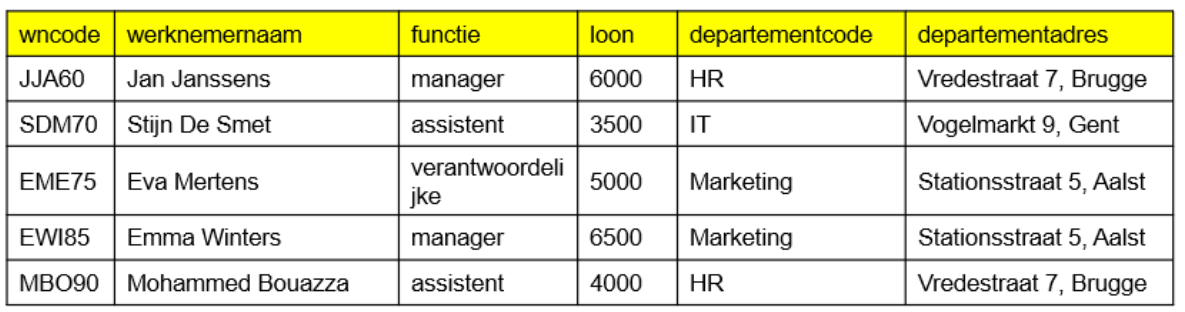 wncode werknemernaam functie loon departementcode departementadres
JJA60 Jan Janssens manager 6000 HR Vredestraat 7, Brugge
SDM70 Stijn De Smet assistent 3500 IT Vogelmarkt 9, Gent
EME75 Eva Mertens verantwoordeli
jke 5000 Marketing Stationsstraat 5, Aalst
EWI85 Emma Winters manager 6500 Marketing Stationsstraat 5, Aalst
MBO90 Mohammed Bouazza assistent 4000 HR Vredestraat 7, Brugge